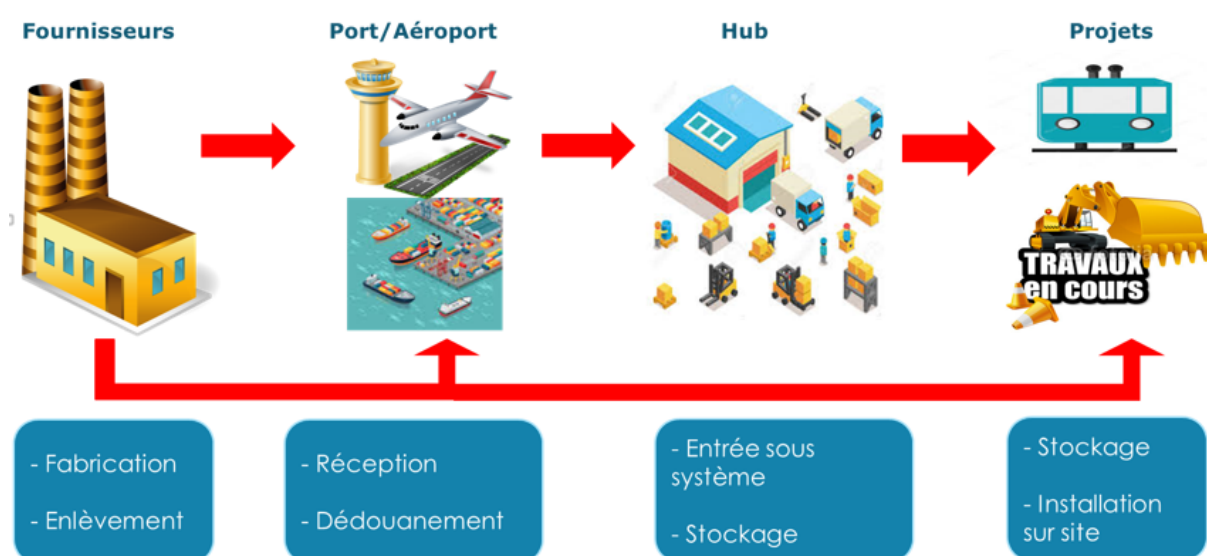 Fournisseurs
Port/Aéroport
Hub
Projets
TRAVAUX
en cours
- Fabrication
- Enlèvement
- Réception
- Dédouanement
- Entrée sous
système
- Stockage
- Stockage
- Installation
sur site